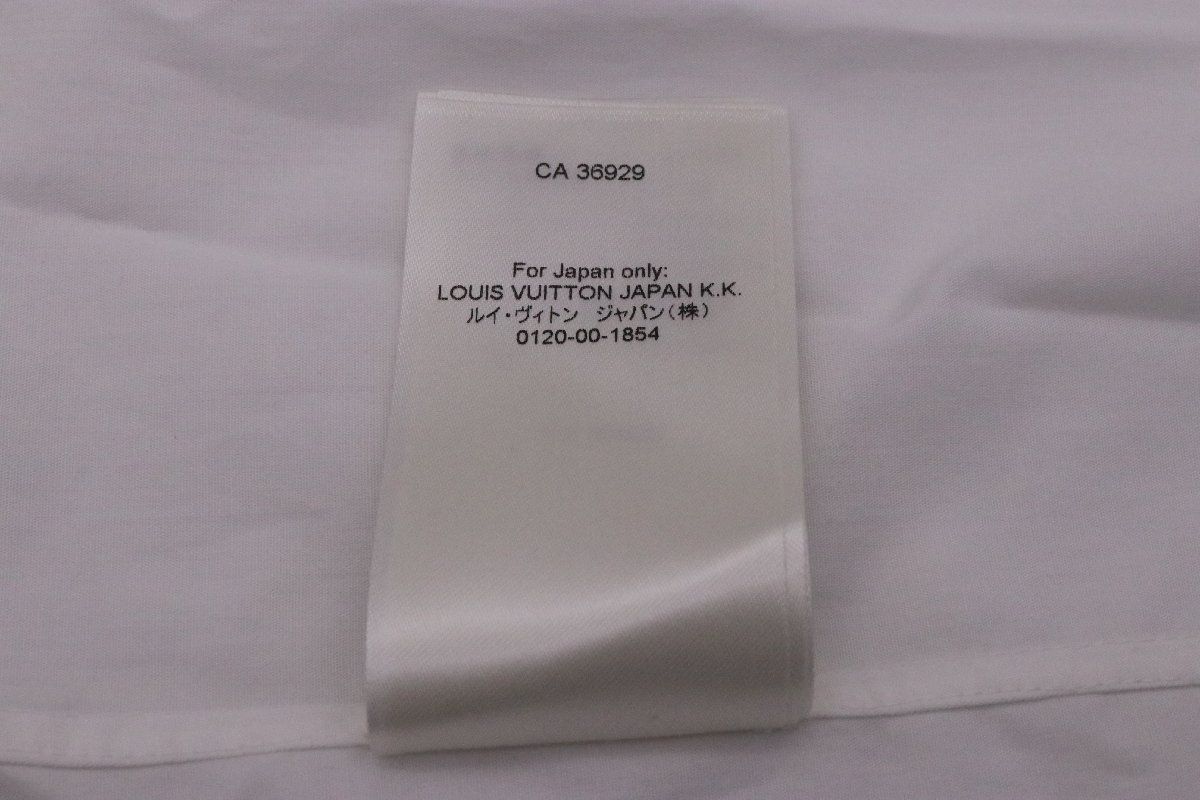 CA 36929
For Japan only:
LOUIS VUITTON JAPAN K.K.
ルイ・ヴィトン　ジャパン(株)
0120-00-1854